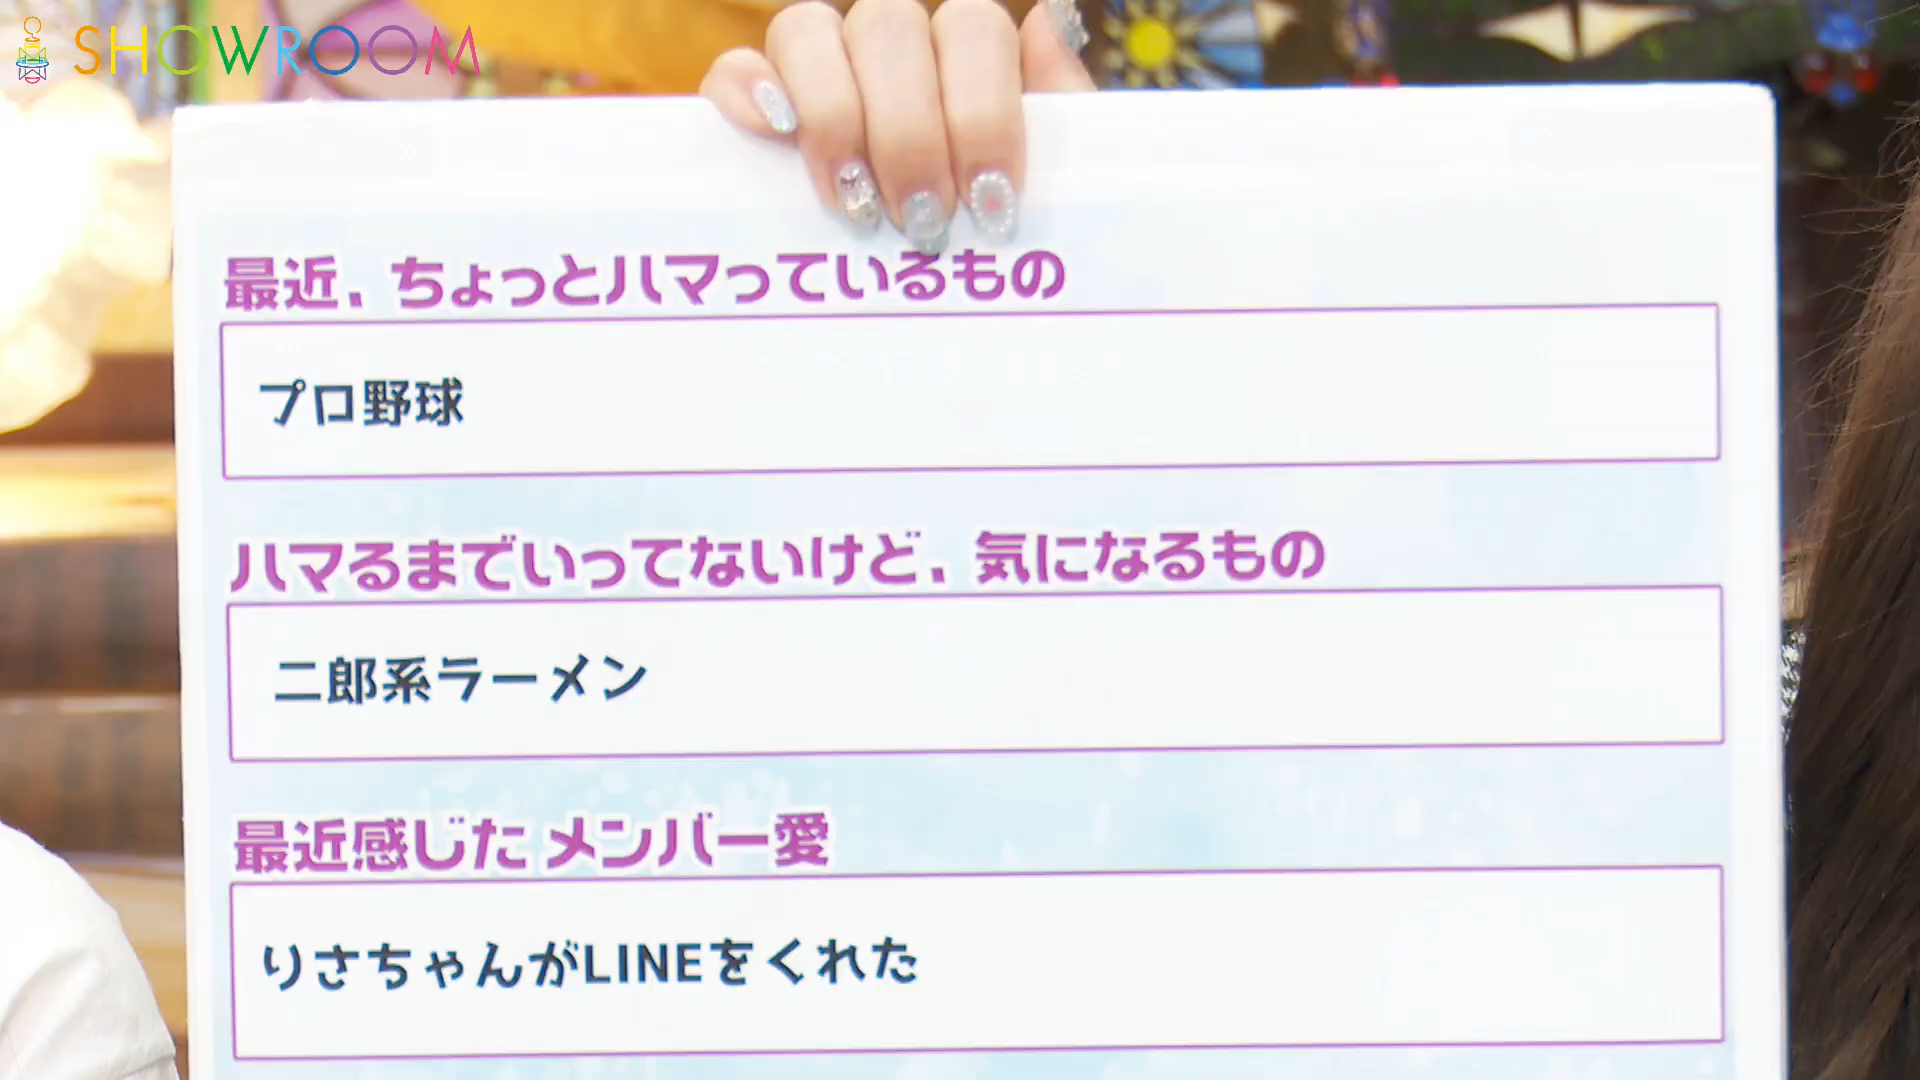 SHOWROOM
最近、ちょっとハマっているもの
プロ野球
ハマるまでいってないけど、気になるもの
二郎系ラーメン
最近感じたメンバー愛
りさちゃんがLINEをくれた